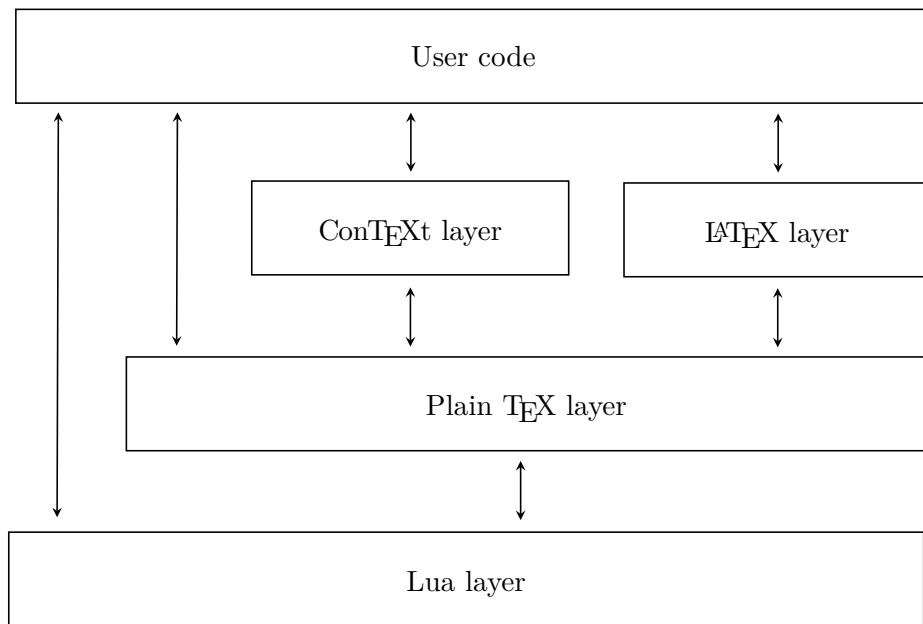 User code
ConTEXt layer
LATEX layer
Plain TEX layer
Lua layer